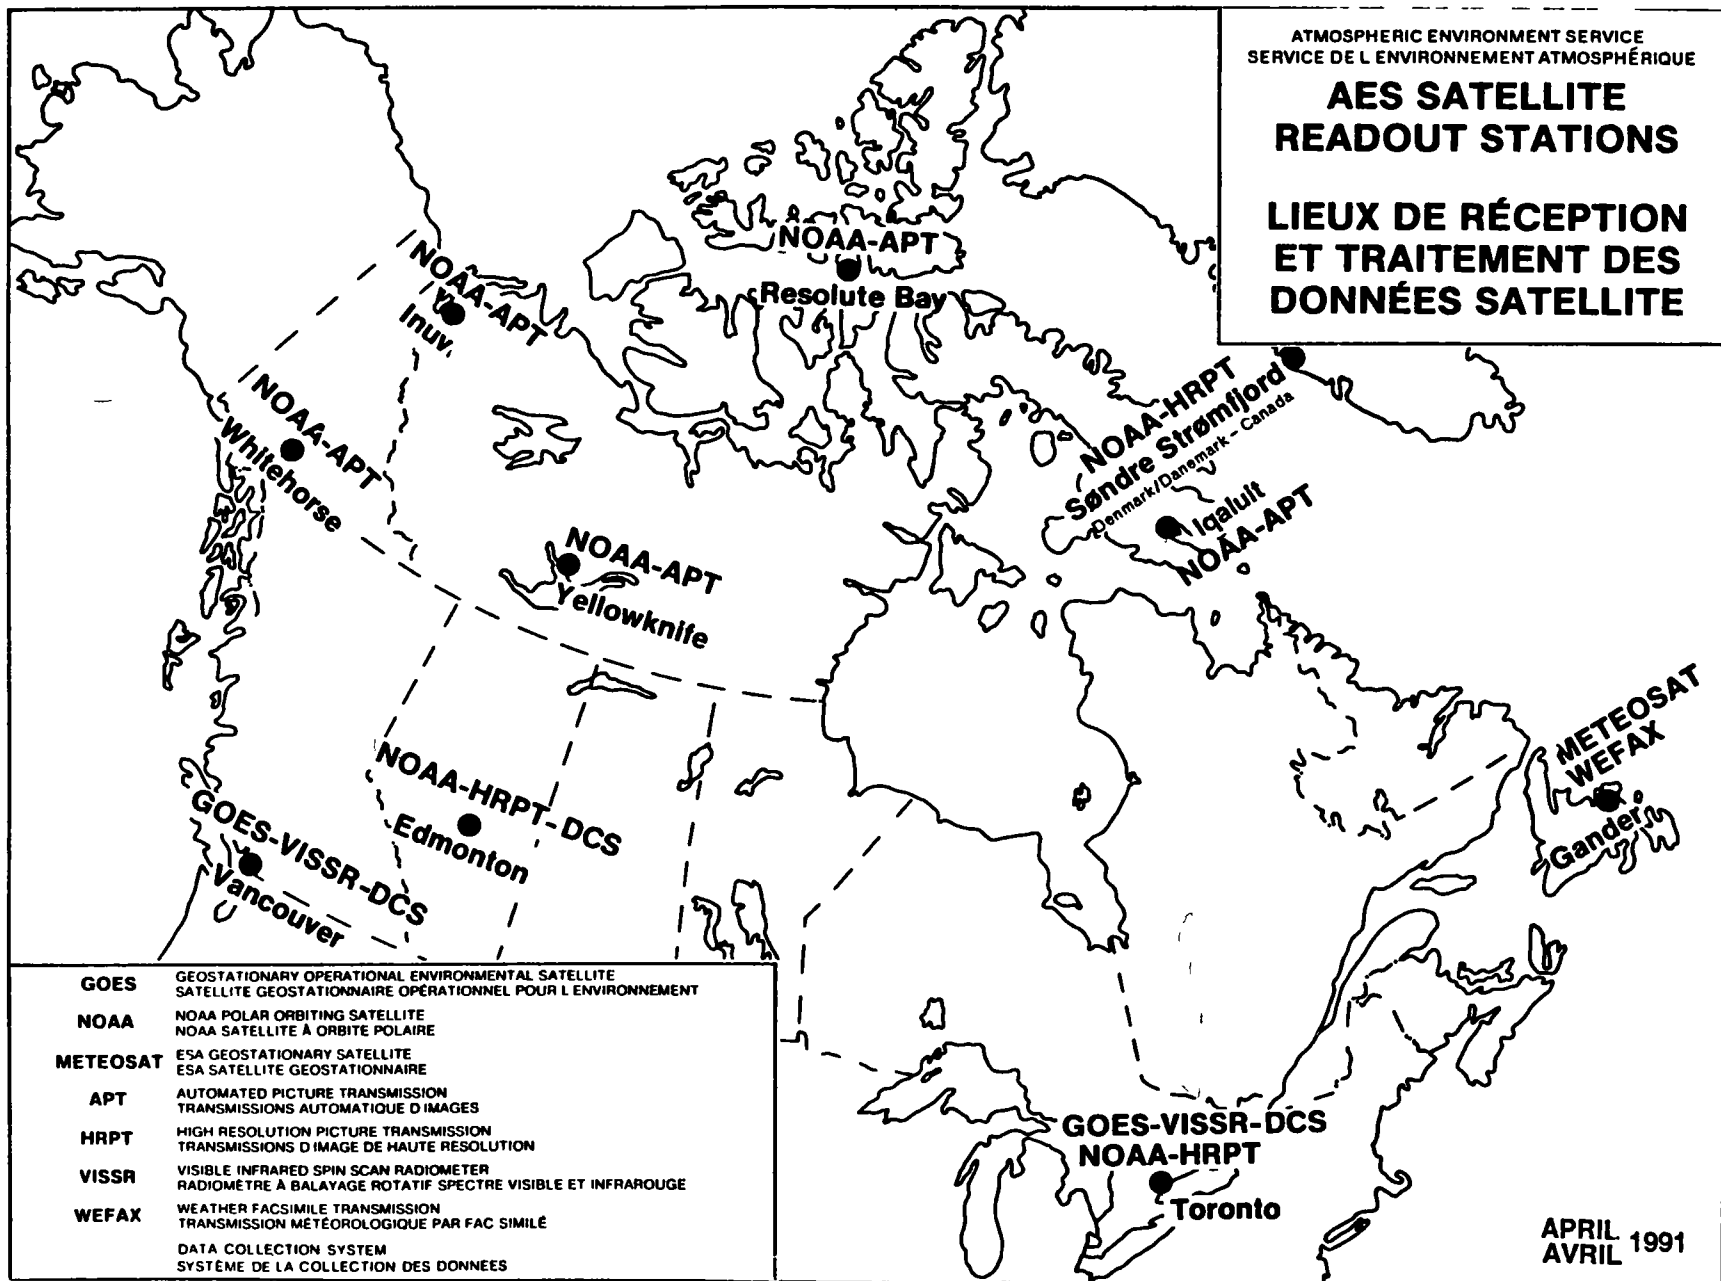 ATMOSPHERIC ENVIRONMENT SERVICE
SERVICE DE L ENVIRONNEMENT ATMOSPHÉRIQUE
AES SATELLITE
READOUT STATIONS
LIEUX DE RÉCEPTION
ET TRAITEMENT DES
DONNÉES SATELLITE
NOAA-APT
Resolute Bay
NOAA-APT
Inuv.
NOAA-APT
Whitehorse
NOAA-HRPT
Søndre Strømfjord
Denmark/Danemark - Canada
Iqaluit
NOAA-APT
NOAA-APT
Yellowknife
METEOSAT
WEFAX
Gander
NOAA-HRPT-DCS
Edmonton
GOES-VISSR-DCS
Vancouver
GOES-VISSR-DCS
NOAA-HRPT
Toronto
GOES GEOSTATIONARY OPERATIONAL ENVIRONMENTAL SATELLITE
SATELLITE GEOSTATIONNAIRE OPÉRATIONNEL POUR L ENVIRONNEMENT
NOAA NOAA POLAR ORBITING SATELLITE
NOAA SATELLITE À ORBITE POLAIRE
METEOSAT ESA GEOSTATIONARY SATELLITE
ESA SATELLITE GEOSTATIONNAIRE
APT AUTOMATED PICTURE TRANSMISSION
TRANSMISSIONS AUTOMATIQUE D IMAGES
HRPT HIGH RESOLUTION PICTURE TRANSMISSION
TRANSMISSIONS D IMAGE DE HAUTE RESOLUTION
VISSR VISIBLE INFRARED SPIN SCAN RADIOMETER
RADIOMETRE À BALAYAGE ROTATIF SPECTRE VISIBLE ET INFRAROUGE
WEFAX WEATHER FACSIMILE TRANSMISSION
TRANSMISSION MÉTÉOROLOGIQUE PAR FAC SIMILÉ
DATA COLLECTION SYSTEM
SYSTÈME DE LA COLLECTION DES DONNÉES
APRIL
AVRIL 1991